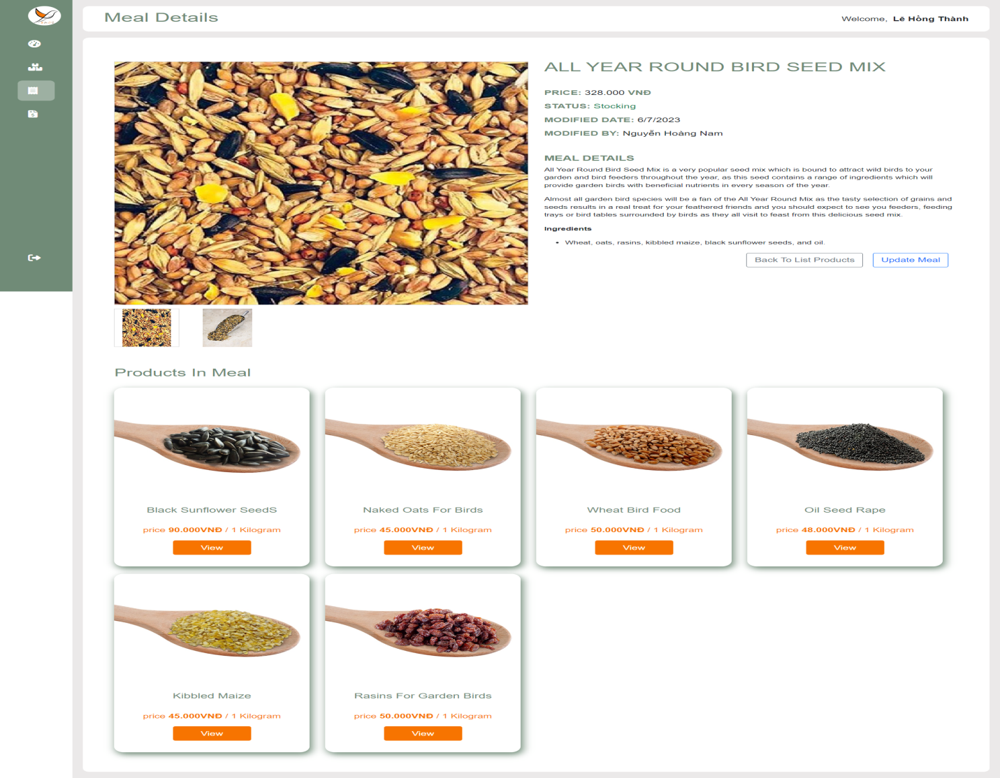 Meal Details
Welcome, Lê Hồng Thành
ALL YEAR ROUND BIRD SEED MIX
PRICE: 328.000 VNĐ
STATUS: Stocking
MODIFIED DATE: 6/7/2023
MODIFIED BY: Nguyễn Hoàng Nam
MEAL DETAILS
All Year Round Bird Seed Mix is a very popular seed mix which is bound to attract wild birds to your
garden and bird feeders throughout the year, as this seed contains a range of ingredients which will
provide garden birds with beneficial nutrients in every season of the year.
Almost all garden bird species will be a fan of the All Year Round Mix as the tasty selection of grains and
seeds results in a real treat for your feathered friends and you should expect to see you feeders, feeding
trays or bird tables surrounded by birds as they all visit to feast from this delicious seed mix.
Ingredients
• Wheat, oats, rasins, kibbled maize, black sunflower seeds, and oil.
Back To List Products
Update Meal
Products In Meal
Black Sunflower SeedS
price 90.000VNĐ / 1 Kilogram
View
Naked Oats For Birds
price 45.000VNĐ / 1 Kilogram
View
Wheat Bird Food
price 50.000VNĐ / 1 Kilogram
View
Oil Seed Rape
price 48.000VNĐ / 1 Kilogram
View
Kibbled Maize
price 45.000VNĐ / 1 Kilogram
View
Rasins For Garden Birds
price 50.000VNĐ / 1 Kilogram
View